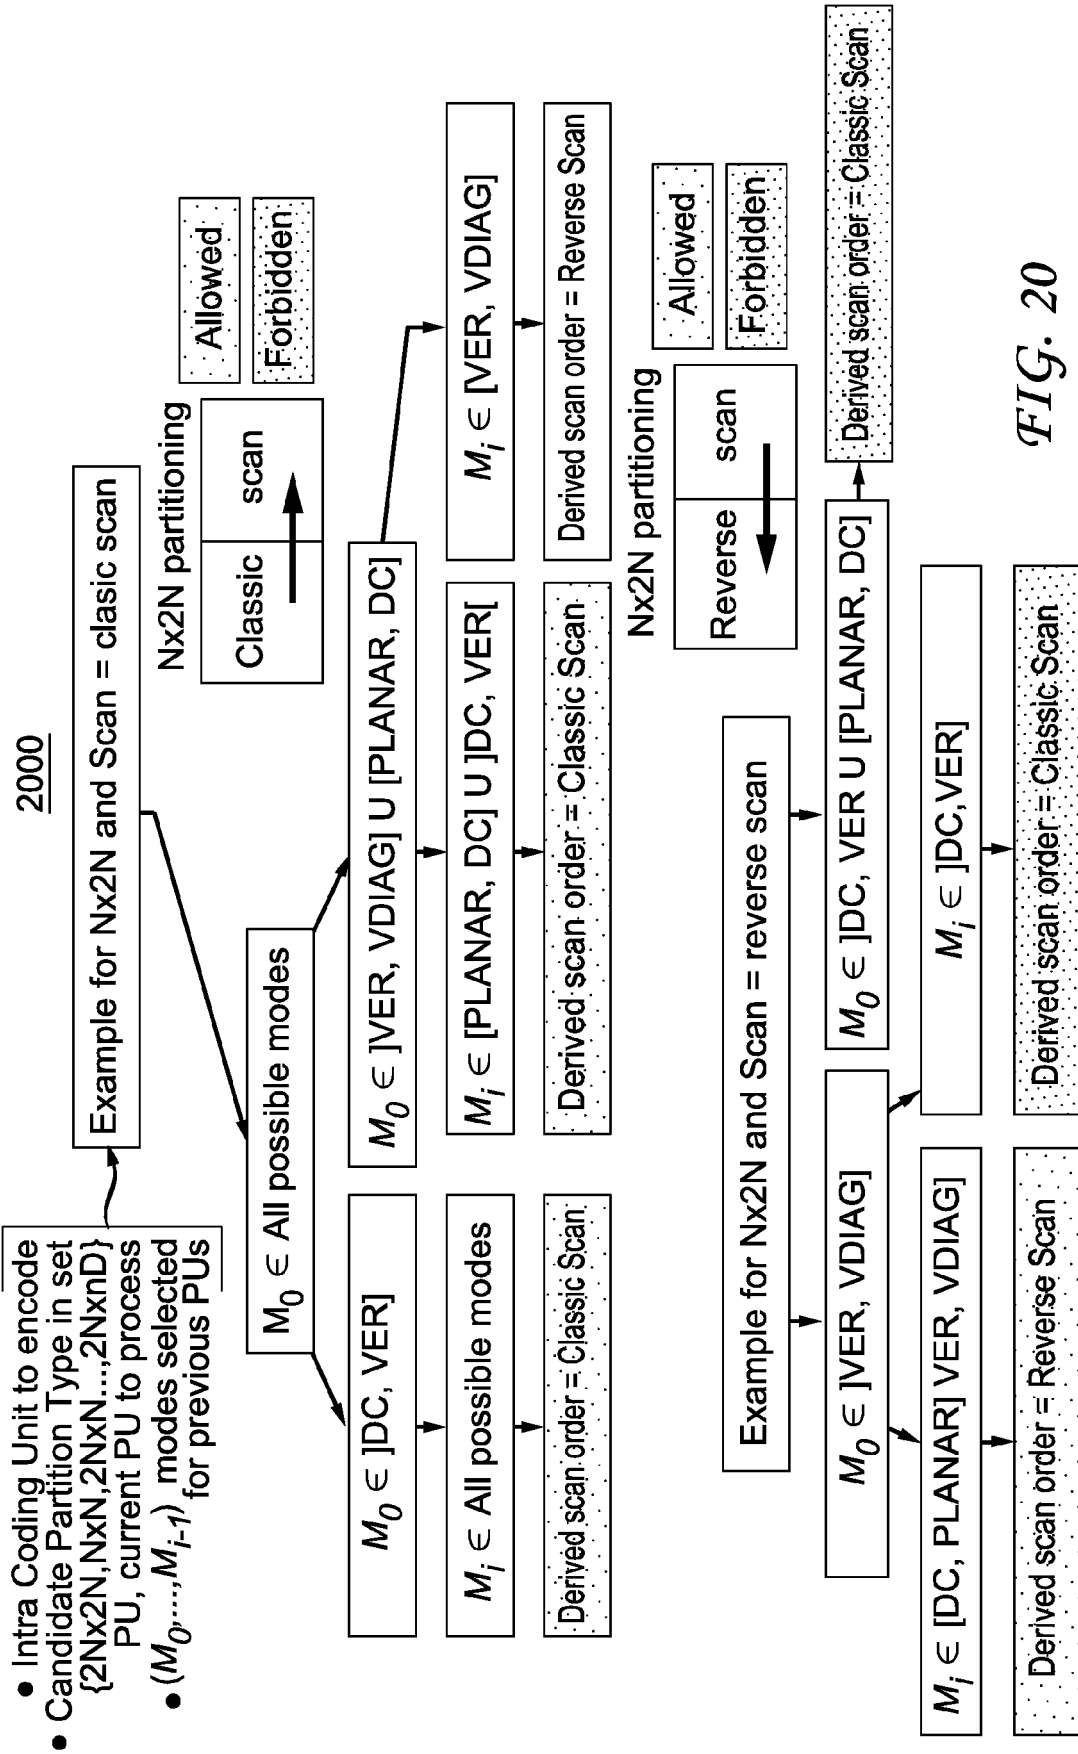 2000
• Intra Coding Unit to encode
• Candidate Partition Type in set
{2Nx2N,NxN,2NxN...,2NxnD}
PU, current PU to process
• (M0,...,Mi-1) modes selected
for previous PUs
Example for Nx2N and Scan = clasic scan
Nx2N partitioning
Classic scan
Allowed
Forbidden
M0 ∈ All possible modes
M0 ∈ ]DC, VER]
M0 ∈ ]VER, VDIAG] U [PLANAR, DC]
Mi ∈ All possible modes
Mi ∈ [PLANAR, DC] U ]DC, VER[
Mi ∈ [VER, VDIAG]
Derived scan order = Classic Scan
Derived scan order = Classic Scan
Derived scan order = Reverse Scan
Nx2N partitioning
Reverse scan
Allowed
Forbidden
Example for Nx2N and Scan = reverse scan
M0 ∈ ]VER, VDIAG]
M0 ∈ ]DC, VER U [PLANAR, DC]
Derived scan order = Classic Scan
Mi ∈ [DC, PLANAR] VER, VDIAG]
Mi ∈ ]DC,VER]
Derived scan order = Reverse Scan
Derived scan order = Classic Scan
FIG. 20